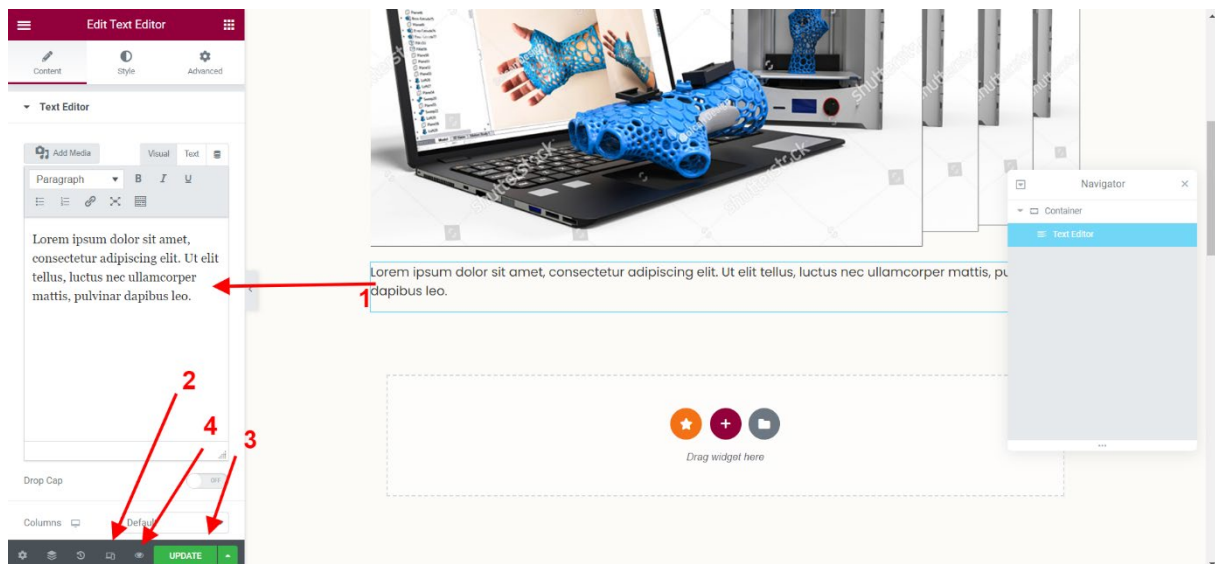 Edit Text Editor
Content
Style
Advanced
Text Editor
Add Media
Visual
Text
Paragraph
B
I
U
Lorem ipsum dolor sit amet,
consectetur adipiscing elit. Ut elit
tellus, luctus nec ullamcorper
mattis, pulvinar dapibus leo.
1
2
4
3
Drop Cap
OFF
Columns
Default
UPDATE
shutterstock
shutterstock
shutterstock
Lorem ipsum dolor sit amet, consectetur adipiscing elit. Ut elit tellus, luctus nec ullamcorper mattis, pu
dapibus leo.
Drag widget here
Navigator
Container
Text Editor